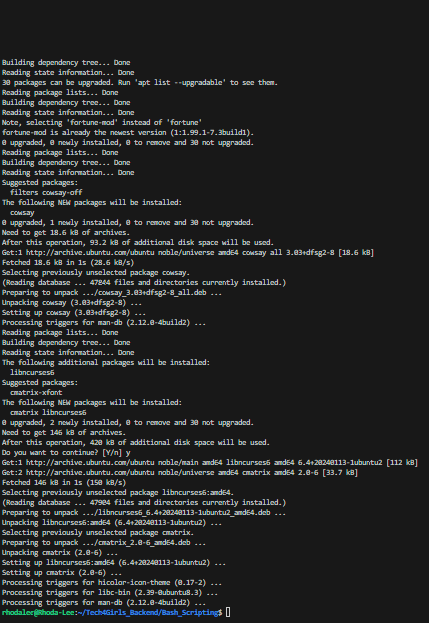 Building dependency tree... Done
Reading state information... Done
30 packages can be upgraded. Run 'apt list --upgradable' to see them.
Reading package lists... Done
Building dependency tree... Done
Reading state information... Done
Note, selecting 'fortune-mod' instead of 'fortune'
fortune-mod is already the newest version (1:1.99.1-7.3build1).
0 upgraded, 0 newly installed, 0 to remove and 30 not upgraded.
Reading package lists... Done
Building dependency tree... Done
Reading state information... Done
Suggested packages:
  filters cowsay-off
The following NEW packages will be installed:
  cowsay
0 upgraded, 1 newly installed, 0 to remove and 30 not upgraded.
Need to get 18.6 kB of archives.
After this operation, 93.2 kB of additional disk space will be used.
Get:1 http://archive.ubuntu.com/ubuntu noble/universe amd64 cowsay all 3.03+dfsg2-8 [18.6 kB]
Fetched 18.6 kB in 1s (28.6 kB/s)
Selecting previously unselected package cowsay.
(Reading database ... 47844 files and directories currently installed.)
Preparing to unpack .../cowsay_3.03+dfsg2-8_all.deb ...
Unpacking cowsay (3.03+dfsg2-8) ...
Setting up cowsay (3.03+dfsg2-8) ...
Processing triggers for man-db (2.12.0-4build2) ...
Reading package lists... Done
Building dependency tree... Done
Reading state information... Done
The following additional packages will be installed:
  libncurses6
Suggested packages:
  cmatrix-xfont
The following NEW packages will be installed:
  cmatrix libncurses6
0 upgraded, 2 newly installed, 0 to remove and 30 not upgraded.
Need to get 146 kB of archives.
After this operation, 420 kB of additional disk space will be used.
Do you want to continue? [Y/n] y
Get:1 http://archive.ubuntu.com/ubuntu noble/main amd64 libncurses6 amd64 6.4+20240113-1ubuntu2 [112 kB]
Get:2 http://archive.ubuntu.com/ubuntu noble/universe amd64 cmatrix amd64 2.0-6 [33.7 kB]
Fetched 146 kB in 1s (150 kB/s)
Selecting previously unselected package libncurses6:amd64.
(Reading database ... 47904 files and directories currently installed.)
Preparing to unpack .../libncurses6_6.4+20240113-1ubuntu2_amd64.deb ...
Unpacking libncurses6:amd64 (6.4+20240113-1ubuntu2) ...
Selecting previously unselected package cmatrix.
Preparing to unpack .../cmatrix_2.0-6_amd64.deb ...
Unpacking cmatrix (2.0-6) ...
Setting up libncurses6:amd64 (6.4+20240113-1ubuntu2) ...
Setting up cmatrix (2.0-6) ...
Processing triggers for hicolor-icon-theme (0.17-2) ...
Processing triggers for libc-bin (2.39-0ubuntu8.3) ...
Processing triggers for man-db (2.12.0-4build2) ...
rhodalee@Rhoda-Lee:~/Tech4Girls_Backend/Bash_Scripting$